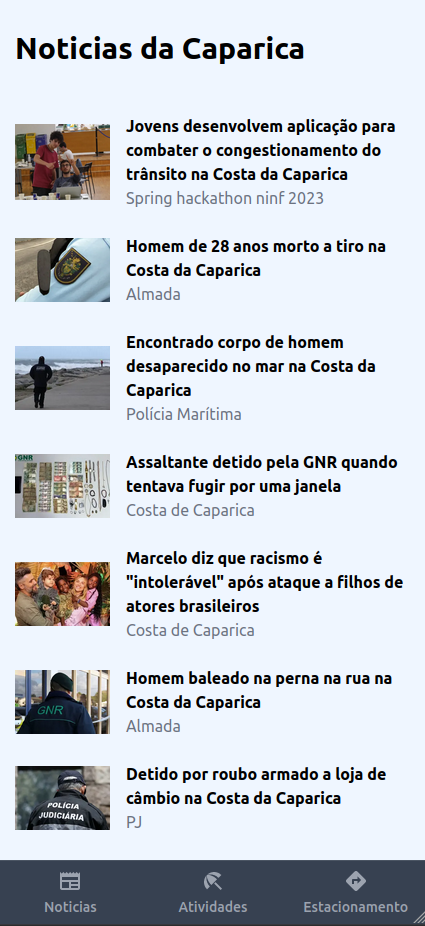 Noticias da Caparica
Jovens desenvolvem aplicação para
combater o congestionamento do
trânsito na Costa da Caparica
Spring hackathon ninf 2023
Homem de 28 anos morto a tiro na
Costa da Caparica
Almada
Encontrado corpo de homem
desaparecido no mar na Costa da
Caparica
Polícia Marítima
GNR
Assaltante detido pela GNR quando
tentava fugir por uma janela
Costa de Caparica
Marcelo diz que racismo é
"intolerável" após ataque a filhos de
atores brasileiros
Costa de Caparica
GNR
Homem baleado na perna na rua na
Costa da Caparica
Almada
POLÍCIA
JUDICIÁRIA
Detido por roubo armado a loja de
câmbio na Costa da Caparica
PJ
Noticias
Atividades
Estacionamento